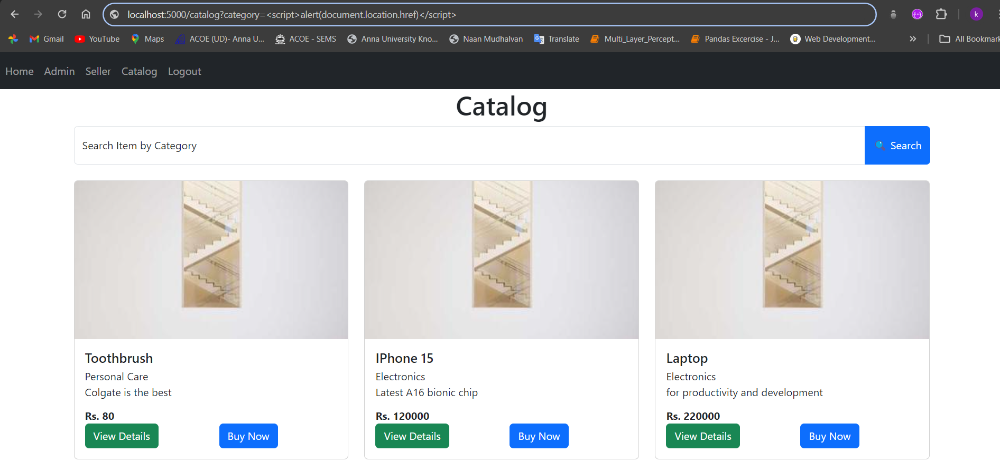 localhost:5000/catalog?category=<script>alert(document.location.href)</script>
k
Gmail YouTube Maps ACOE (UD)- Anna U... ACOE - SEMS Anna University Kno... Naan Mudhalvan Translate Multi_Layer_Percept... Pandas Excercise - J... Web Development... » All Bookmark
Home Admin Seller Catalog Logout
Catalog
Search Item by Category
Search
Toothbrush
Personal Care
Colgate is the best
Rs. 80
View Details Buy Now
IPhone 15
Electronics
Latest A16 bionic chip
Rs. 120000
View Details Buy Now
Laptop
Electronics
for productivity and development
Rs. 220000
View Details Buy Now